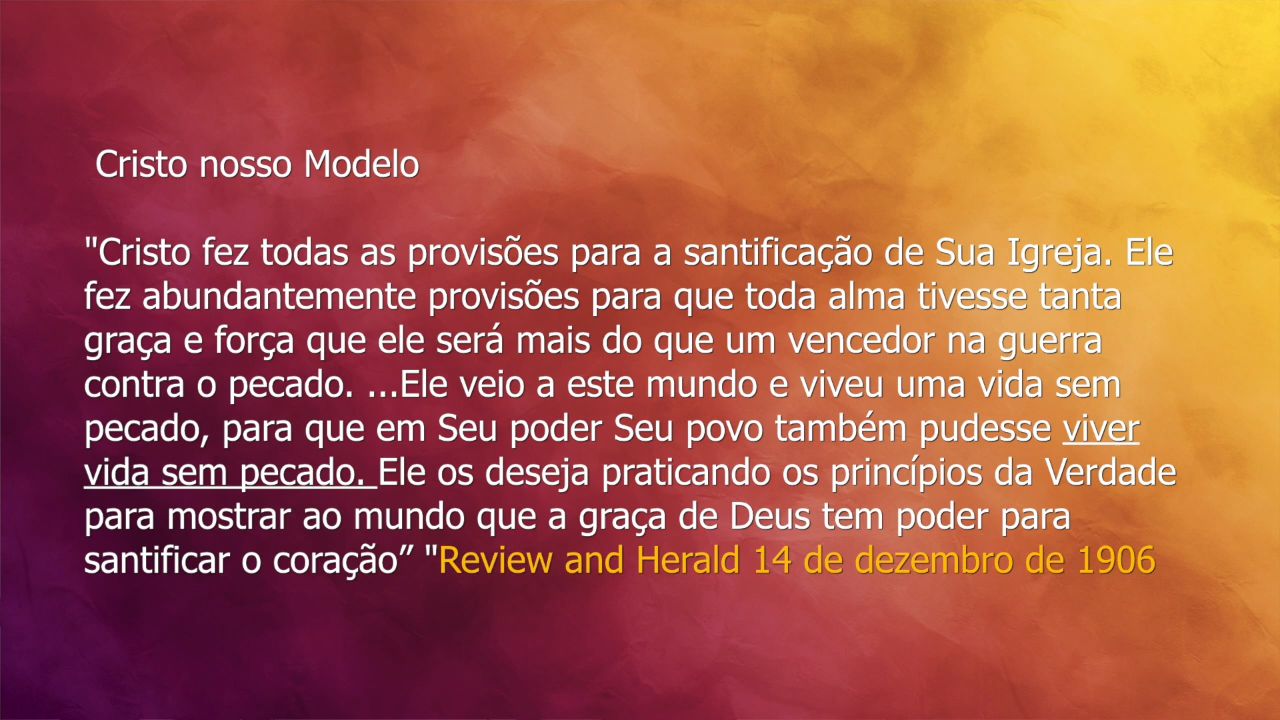 Cristo nosso Modelo
"Cristo fez todas as provisões para a santificação de Sua Igreja. Ele
fez abundantemente provisões para que toda alma tivesse tanta
graça e força que ele será mais do que um vencedor na guerra
contra o pecado. ...Ele veio a este mundo e viveu uma vida sem
pecado, para que em Seu poder Seu povo também pudesse viver
vida sem pecado. Ele os deseja praticando os princípios da Verdade
para mostrar ao mundo que a graça de Deus tem poder para
santificar o coração” "Review and Herald 14 de dezembro de 1906